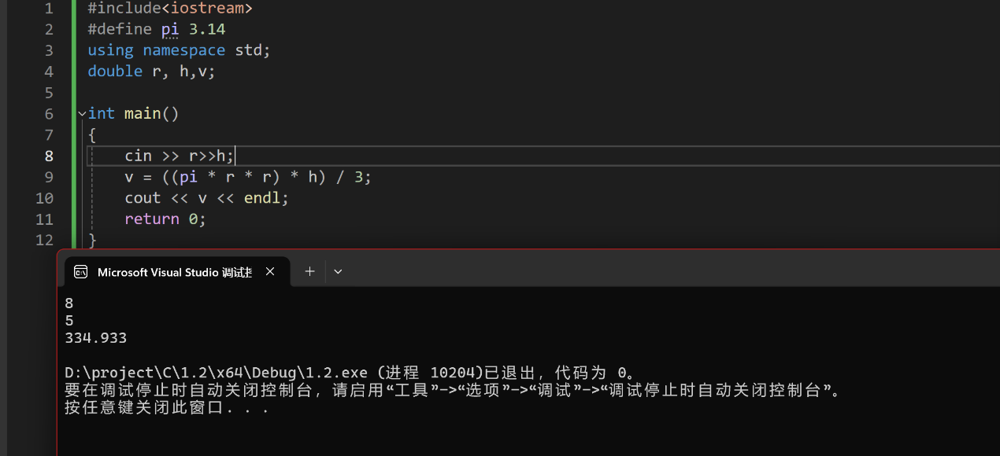 1 #include<iostream>
2 #define pi 3.14
3 using namespace std;
4 double r, h,v;
5
6 int main()
7 {
8 cin >> r>>h;
9 v = ((pi * r * r) * h) / 3;
10 cout << v << endl;
11 return 0;
12 }
Microsoft Visual Studio 调试
8
5
334.933
D:\project\C\1.2\x64\Debug\1.2.exe (进程 10204)已退出，代码为 0。
要在调试停止时自动关闭控制台，请启用“工具”->“选项”->“调试”->“调试停止时自动关闭控制台”。
按任意键关闭此窗口. . .